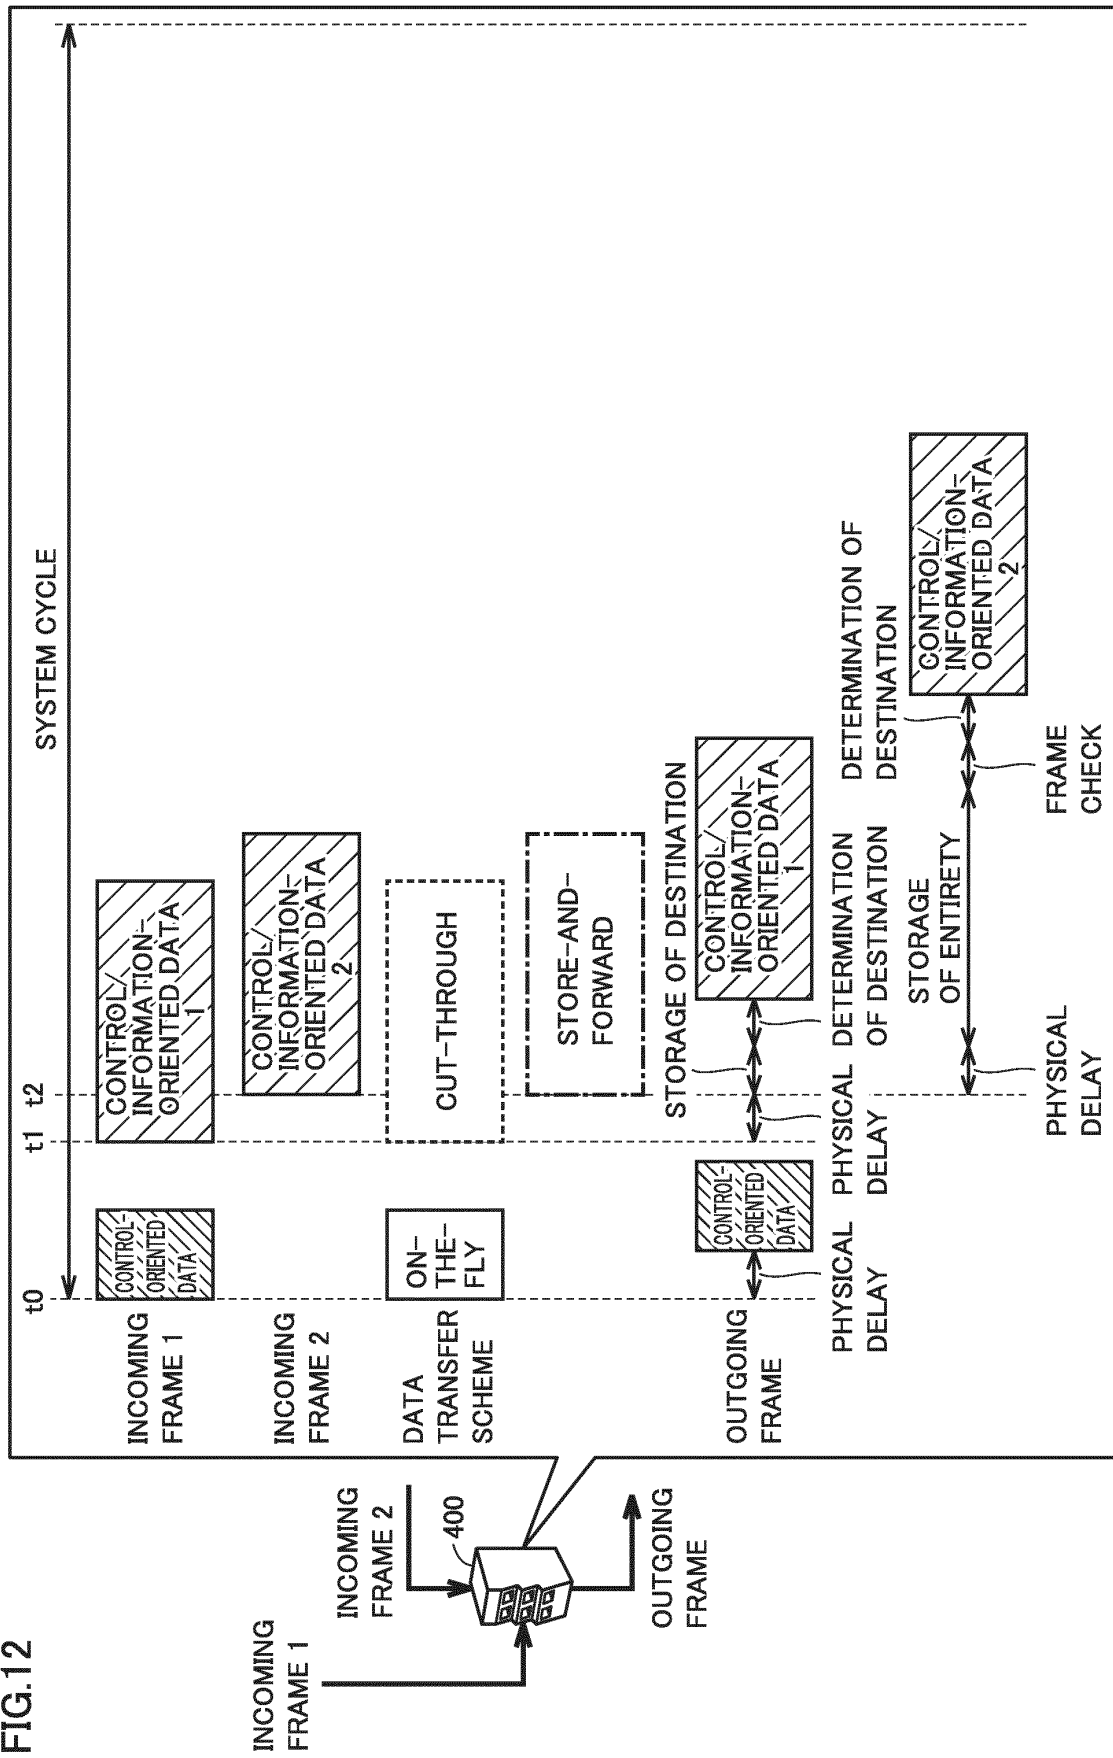 FIG.12
INCOMING
FRAME 1
INCOMING
FRAME 2
400
OUTGOING
FRAME
SYSTEM CYCLE
t0
t1
t2
INCOMING
FRAME 1
CONTROL-
ORIENTED
DATA
CONTROL/
INFORMATION-
ORIENTED DATA
1
INCOMING
FRAME 2
CONTROL/
INFORMATION-
ORIENTED DATA
2
DATA
TRANSFER
SCHEME
ON-
THE-
FLY
CUT-THROUGH
STORE-AND-
FORWARD
STORAGE OF DESTINATION
OUTGOING
FRAME
CONTROL-
ORIENTED
DATA
CONTROL/
INFORMATION-
ORIENTED DATA
1
PHYSICAL
DELAY
PHYSICAL
DELAY
DETERMINATION
OF DESTINATION
DETERMINATION OF
DESTINATION
STORAGE
OF ENTIRETY
CONTROL/
INFORMATION-
ORIENTED DATA
2
PHYSICAL
DELAY
FRAME
CHECK